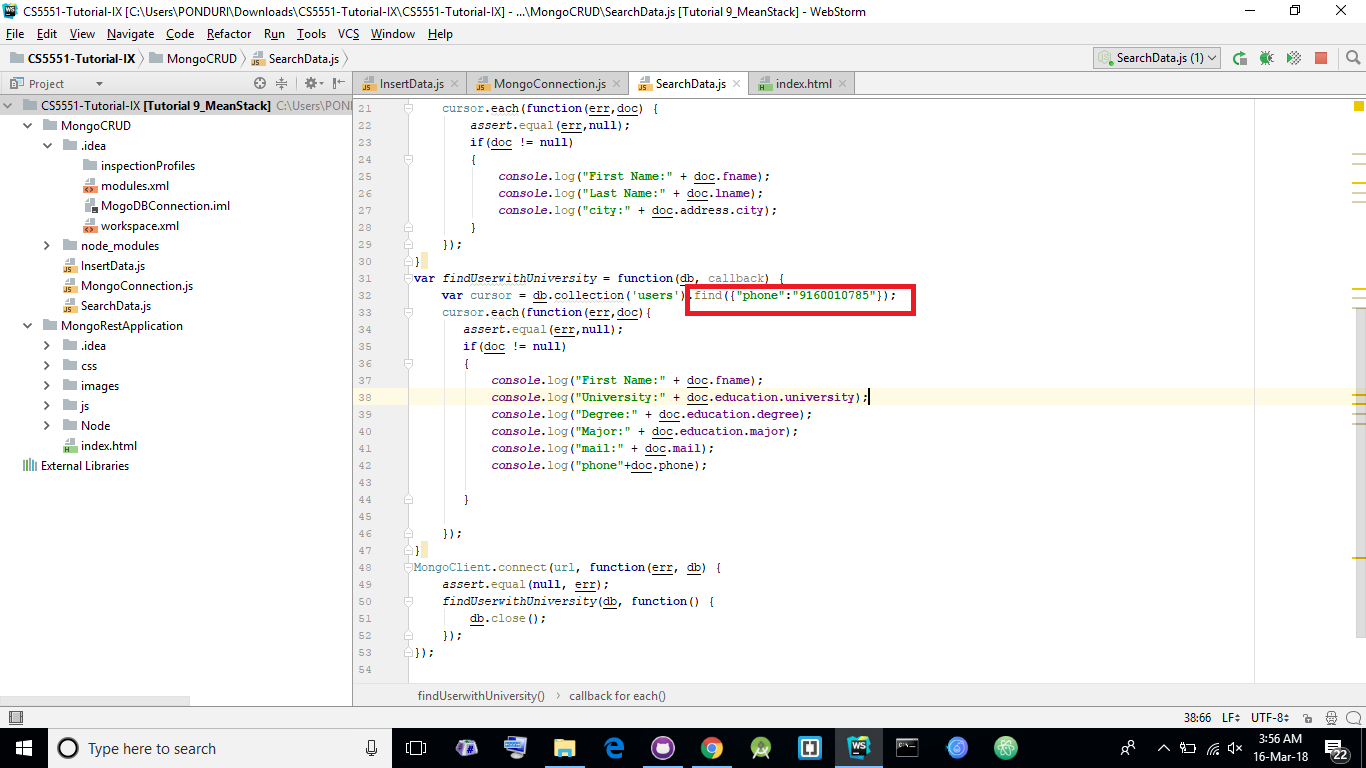 CS5551-Tutorial-IX [C:\Users\PONDURI\Downloads\CS5551-Tutorial-IX\CS5551-Tutorial-IX] - ...\MongoCRUD\SearchData.js [Tutorial 9_MeanStack] - WebStorm
File Edit View Navigate Code Refactor Run Tools VCS Window Help
CS5551-Tutorial-IX MongoCRUD SearchData.js SearchData.js (1)
Project InsertData.js MongoConnection.js SearchData.js index.html
CS5551-Tutorial-IX [Tutorial 9_MeanStack] C:\Users\POND
MongoCRUD
.idea
inspectionProfiles
modules.xml
MogoDBConnection.iml
workspace.xml
node_modules
InsertData.js
MongoConnection.js
SearchData.js
MongoRestApplication
.idea
css
images
js
Node
index.html
External Libraries
21 cursor.each(function(err,doc) {
22 assert.equal(err,null);
23 if(doc != null)
24 {
25 console.log("First Name:" + doc.fname);
26 console.log("Last Name:" + doc.lname);
27 console.log("city:" + doc.address.city);
28 }
29 });
30 }
31 var findUserwithUniversity = function(db, callback) {
32 var cursor = db.collection('users').find({"phone":"9160010785"});
33 cursor.each(function(err,doc){
34 assert.equal(err,null);
35 if(doc != null)
36 {
37 console.log("First Name:" + doc.fname);
38 console.log("University:" + doc.education.university);
39 console.log("Degree:" + doc.education.degree);
40 console.log("Major:" + doc.education.major);
41 console.log("mail:" + doc.mail);
42 console.log("phone"+doc.phone);
43
44 }
45
46 });
47 }
48 MongoClient.connect(url, function(err, db) {
49 assert.equal(null, err);
50 findUserwithUniversity(db, function() {
51 db.close();
52 });
53 });
54
findUserwithUniversity() callback for each()
38:66 LF÷ UTF-8÷
Type here to search
3:56 AM
16-Mar-18
22